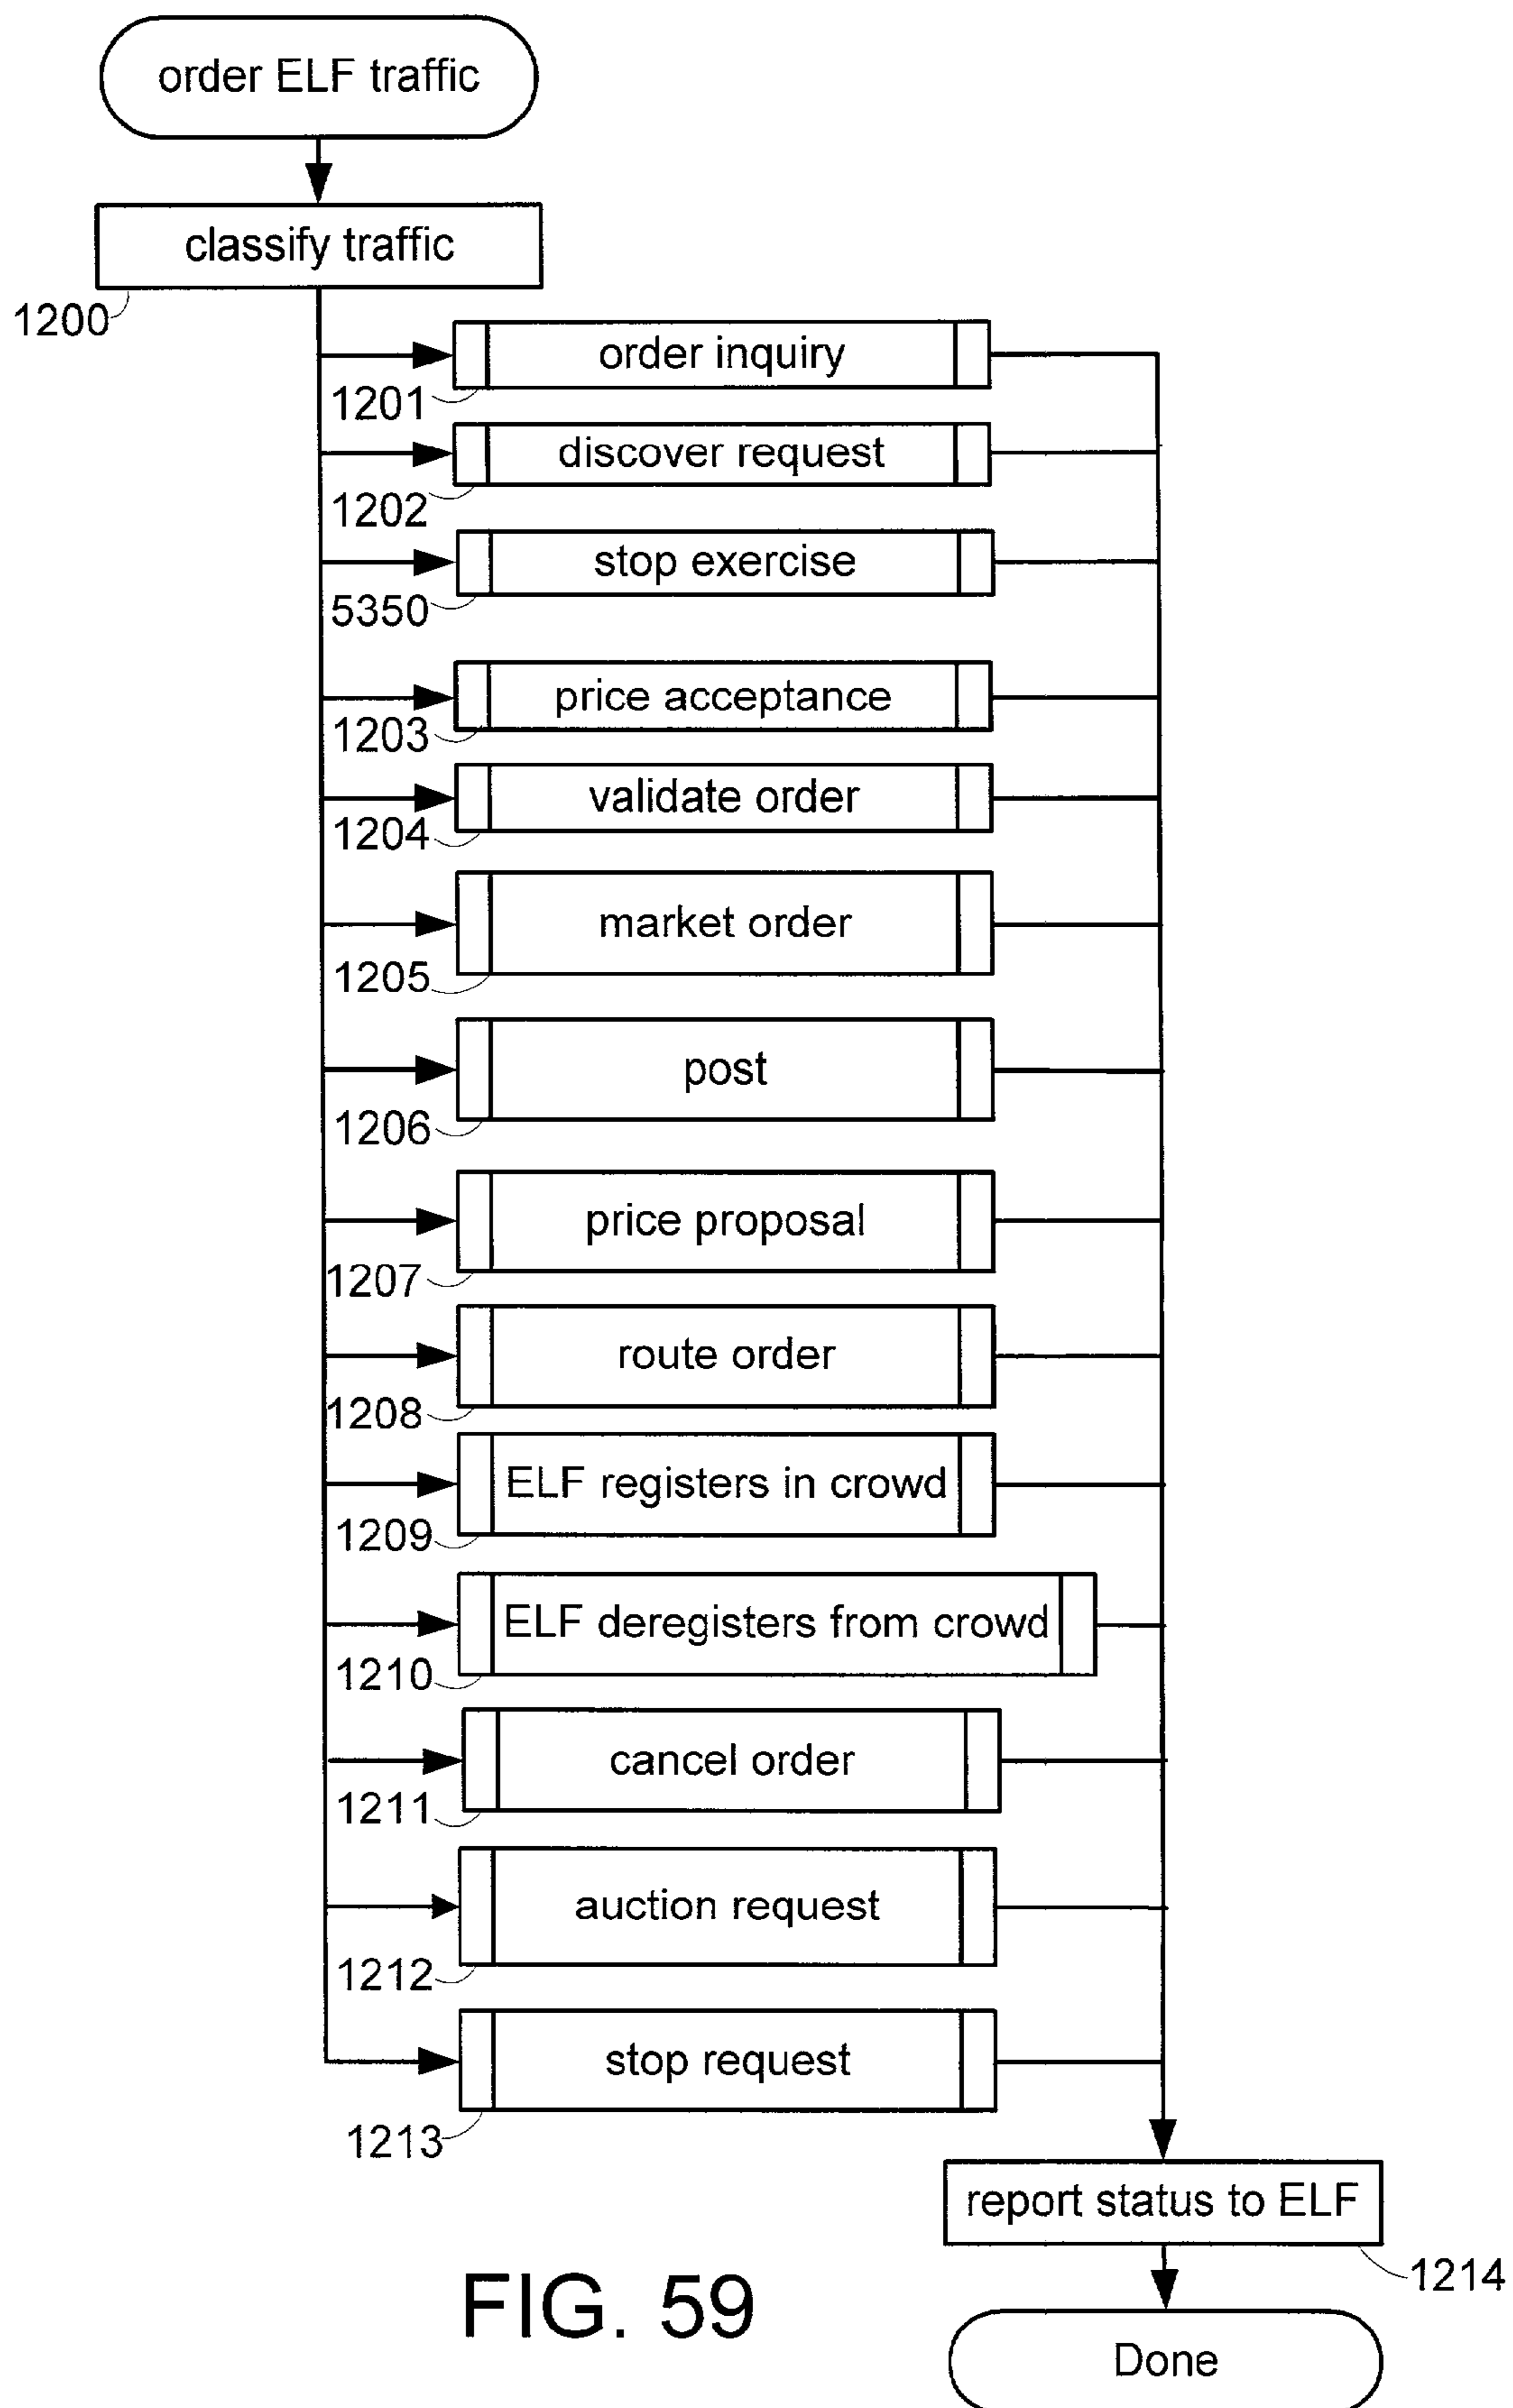 order ELF traffic
classify traffic
1200
order inquiry
1201
discover request
1202
stop exercise
5350
price acceptance
1203
validate order
1204
market order
1205
post
1206
price proposal
1207
route order
1208
ELF registers in crowd
1209
ELF deregisters from crowd
1210
cancel order
1211
auction request
1212
stop request
1213
report status to ELF
1214
FIG. 59
Done